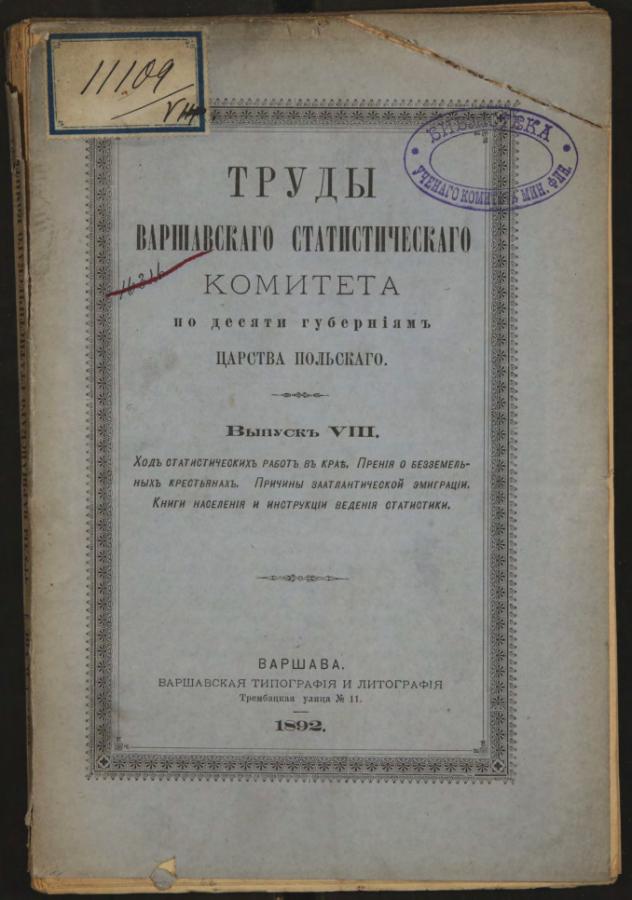 11109
VIII
БИБЛІОТЕКА
УЧЕНАГО КОМИТЕТА МИН. ФИН.
ТРУДЫ
ВАРШАВСКАГО СТАТИСТИЧЕСКАГО
16216
КОМИТЕТА
по десяти губерніямъ
ЦАРСТВА ПОЛЬСКАГО.
Выпускъ VIII.
Ходъ статистическихъ работъ въ краѣ. Пренія о безземель-
ныхъ крестьянахъ. Причины заатлантической эмиграціи.
Книги населенія и инструкціи веденія статистики.
ВАРШАВА.
ВАРШАВСКАЯ ТИПОГРАФІЯ И ЛИТОГРАФІЯ
Трембацкая улица № 11.
1892.